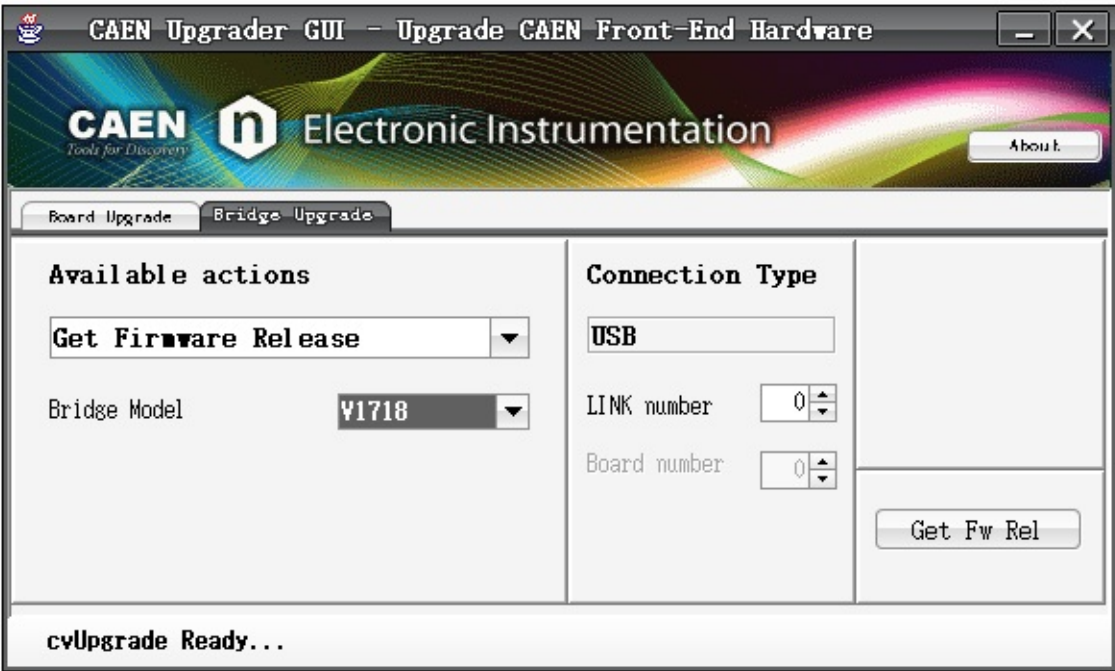 CAEN Upgrader GUI - Upgrade CAEN Front-End Hardware
CAEN
Tools for Discovery
n
Electronic Instrumentation
About
Board Upgrade
Bridge Upgrade
Available actions
Get Firmware Release
Bridge Model
V1718
Connection Type
USB
LINK number
0
Board number
0
Get Fw Rel
cvUpgrade Ready...